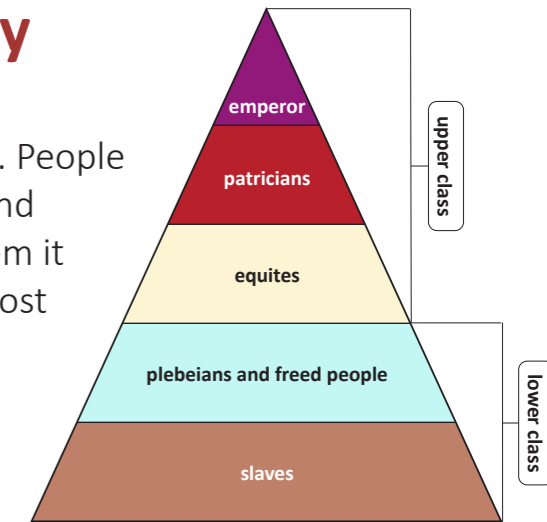 y
. People
nd
m it
ost
emperor
patricians
equites
plebeians and freed people
slaves
upper class
lower class